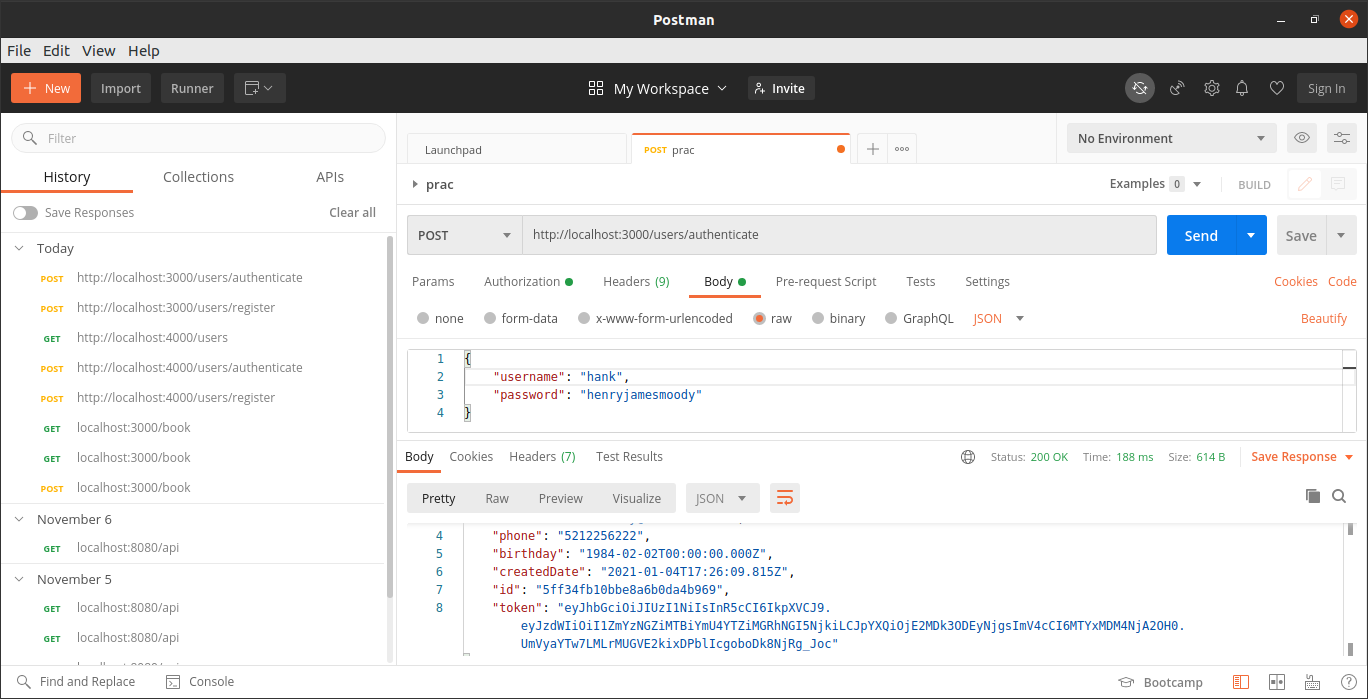 Postman
File Edit View Help
New Import Runner My Workspace Invite Sign In
Filter
History Collections APIs
Save Responses Clear all
Today
POST http://localhost:3000/users/authenticate
POST http://localhost:3000/users/register
GET http://localhost:4000/users
POST http://localhost:4000/users/authenticate
POST http://localhost:4000/users/register
GET localhost:3000/book
GET localhost:3000/book
POST localhost:3000/book
November 6
GET localhost:8080/api
November 5
GET localhost:8080/api
GET localhost:8080/api
Launchpad POST prac No Environment
prac Examples 0 BUILD
POST http://localhost:3000/users/authenticate Send Save
Params Authorization Headers (9) Body Pre-request Script Tests Settings Cookies Code
none form-data x-www-form-urlencoded raw binary GraphQL JSON Beautify
1 {
2 "username": "hank",
3 "password": "henryjamesmoody"
4 }
Body Cookies Headers (7) Test Results Status: 200 OK Time: 188 ms Size: 614 B Save Response
Pretty Raw Preview Visualize JSON
4 "phone": "5212256222",
5 "birthday": "1984-02-02T00:00:00.000Z",
6 "createdDate": "2021-01-04T17:26:09.815Z",
7 "id": "5ff34fb10bbe8a6b0da4b969",
8 "token": "eyJhbGciOiJIUzI1NiIsInR5cCI6IkpXVCJ9.
eyJzdWIiOiI1ZmYzNGZiMTBiYmU4YTZiMGRhNGI5NjkiLCJpYXQiOjE2MDk3ODEyNjgsImV4cCI6MTYxMDM4NjA2OH0.
UmVyaYTw7LMLrMUGVE2kixDPblIcgoboDk8NjRg_Joc"
Find and Replace Console Bootcamp